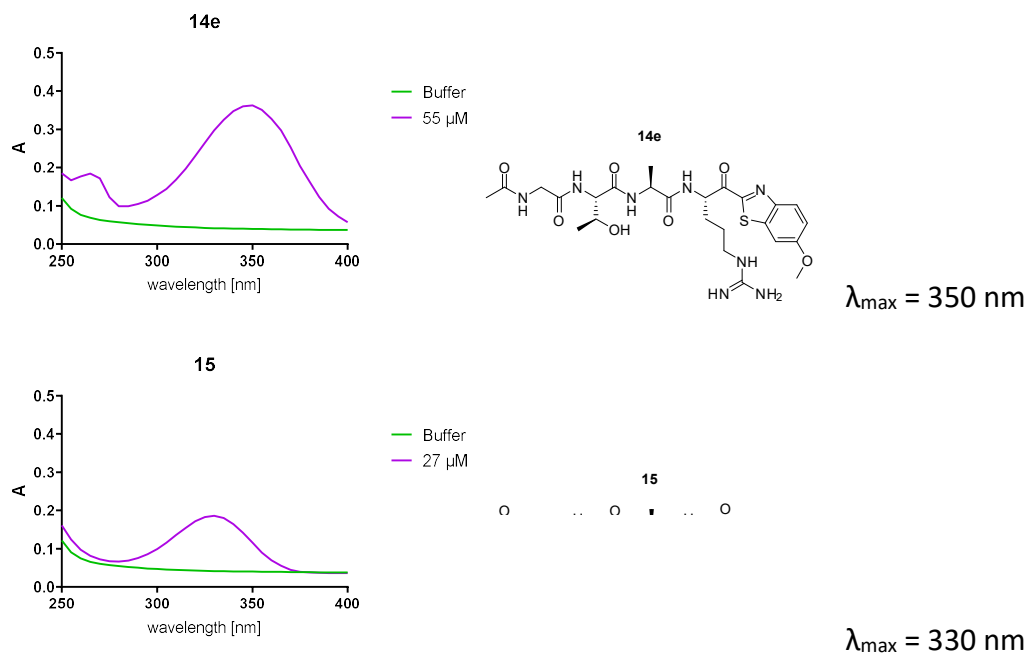 14e
0.5
0.4
0.3
0.2
0.1
0.0
A
250
300
350
400
wavelength [nm]
Buffer
55 µM
14e
O
N
H
O
H
N
O
N
H
O
H
N
O
N
S
O
OH
NH
HN
NH2
λmax = 350 nm
15
0.5
0.4
0.3
0.2
0.1
0.0
A
250
300
350
400
wavelength [nm]
Buffer
27 µM
15
O
O
O
λmax = 330 nm